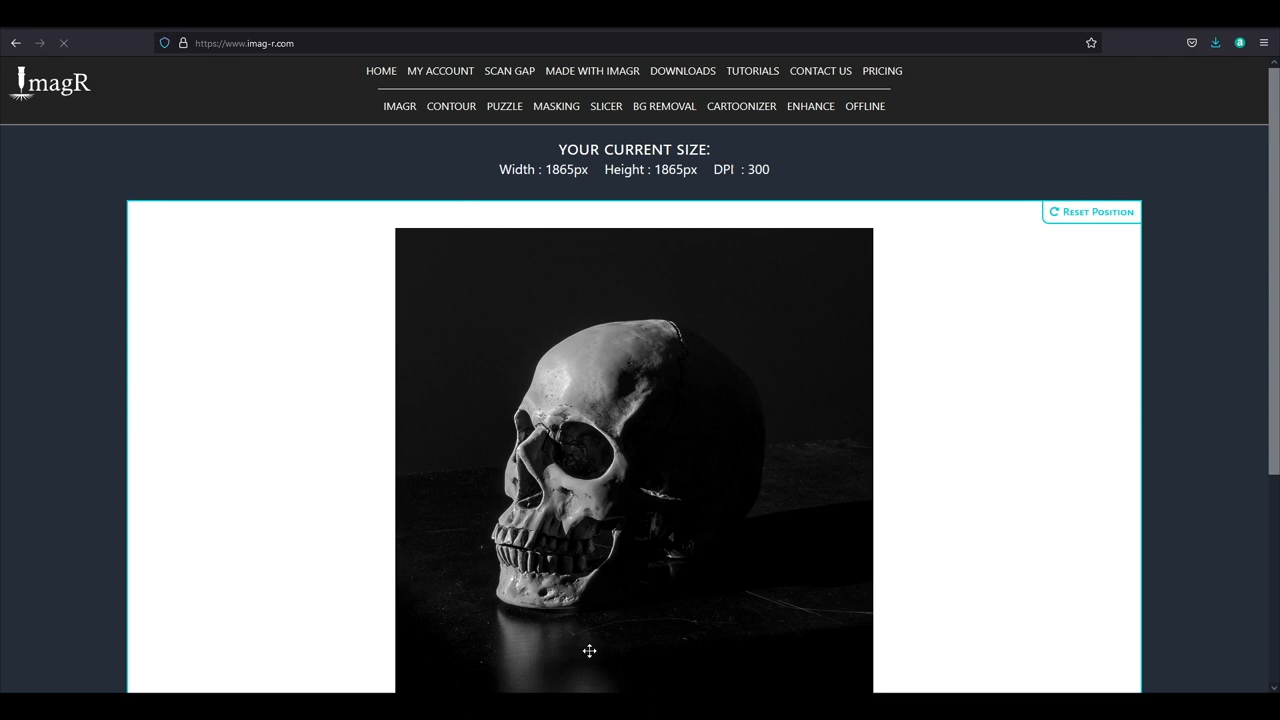 https://www.imag-r.com
ImagR
HOME MY ACCOUNT SCAN GAP MADE WITH IMAGR DOWNLOADS TUTORIALS CONTACT US PRICING
IMAGR CONTOUR PUZZLE MASKING SLICER BG REMOVAL CARTOONIZER ENHANCE OFFLINE
YOUR CURRENT SIZE:
Width : 1865px Height : 1865px DPI : 300
RESET POSITION